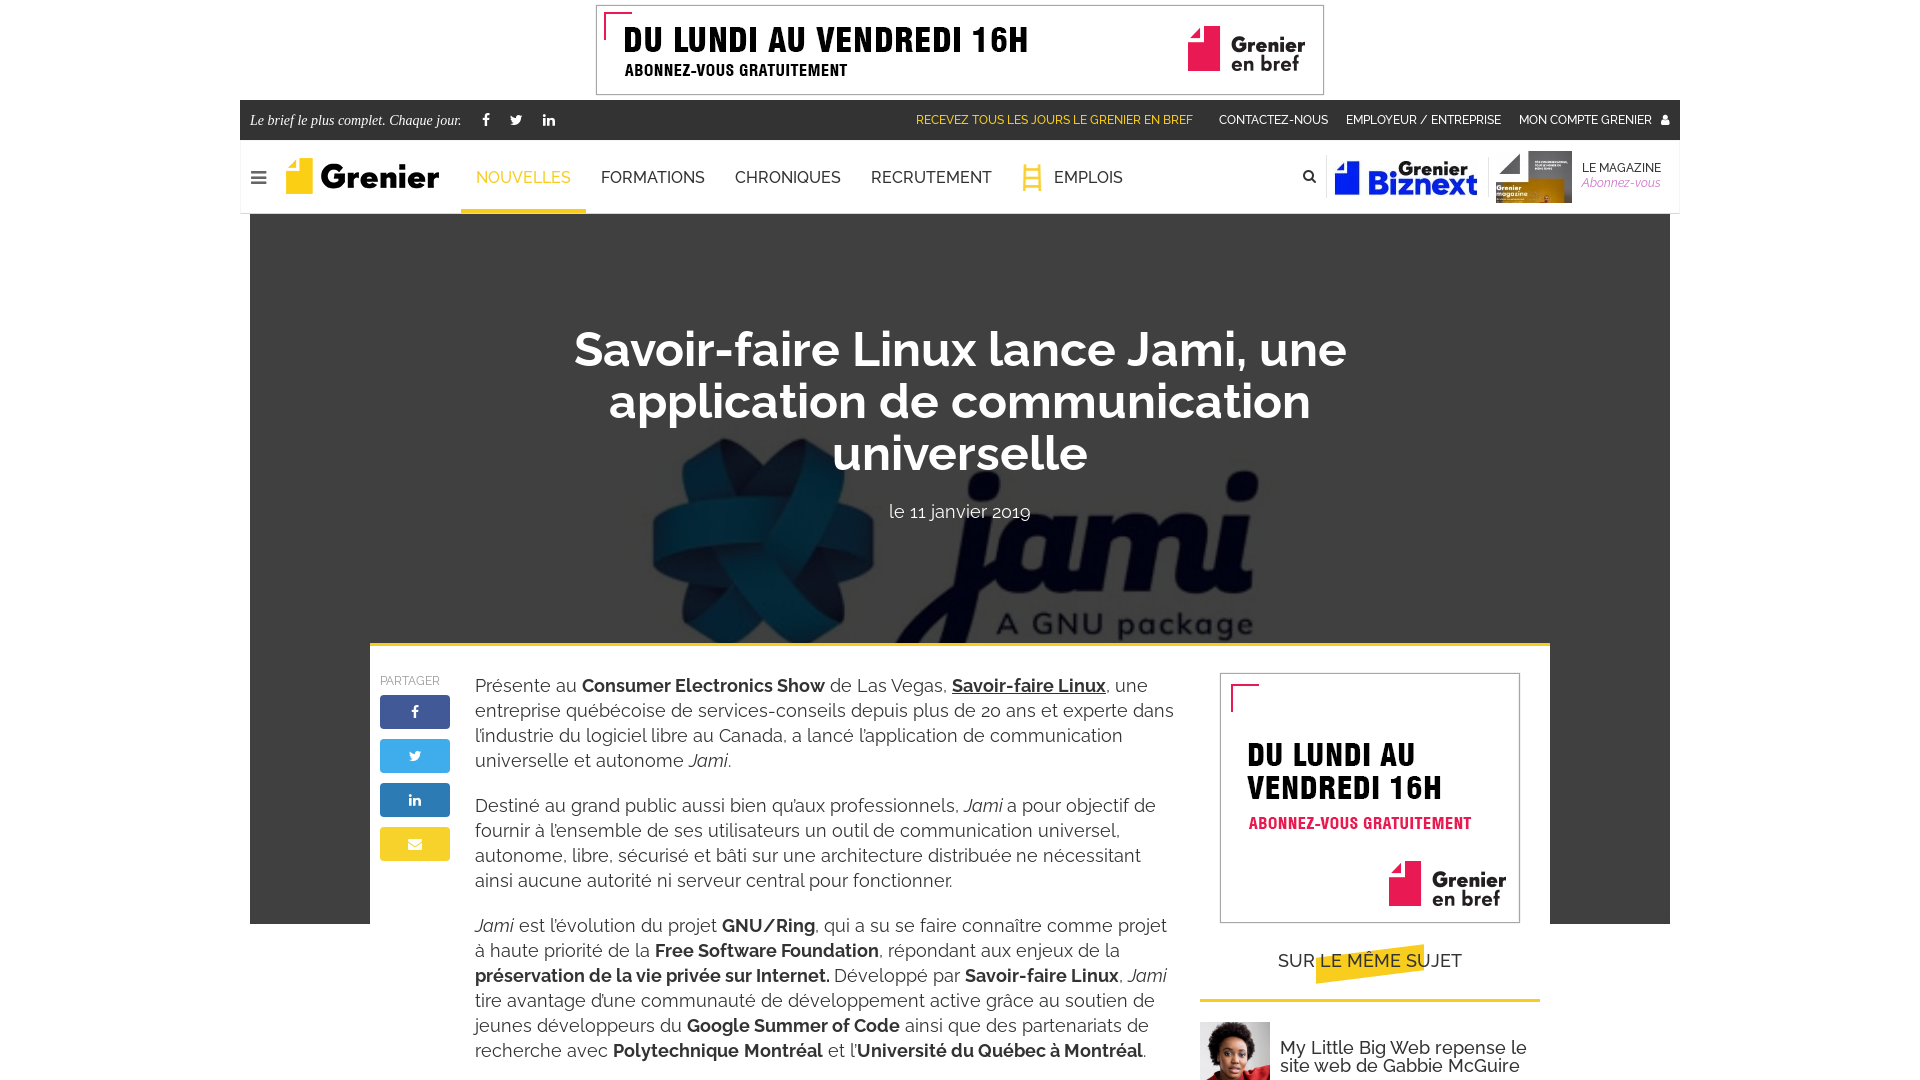 DU LUNDI AU VENDREDI 16H
ABONNEZ-VOUS GRATUITEMENT
Grenier
en bref
Le brief le plus complet. Chaque jour.
RECEVEZ TOUS LES JOURS LE GRENIER EN BREF
CONTACTEZ-NOUS
EMPLOYEUR / ENTREPRISE
MON COMPTE GRENIER
Grenier
NOUVELLES
FORMATIONS
CHRONIQUES
RECRUTEMENT
EMPLOIS
Grenier
Biznext
Grenier
magazine
LE MAGAZINE
Abonnez-vous
Savoir-faire Linux lance Jami, une
application de communication
universelle
le 11 janvier 2019
jami
A GNU package
PARTAGER
Présente au Consumer Electronics Show de Las Vegas, Savoir-faire Linux, une
entreprise québécoise de services-conseils depuis plus de 20 ans et experte dans
l’industrie du logiciel libre au Canada, a lancé l’application de communication
universelle et autonome Jami.
Destiné au grand public aussi bien qu’aux professionnels, Jami a pour objectif de
fournir à l’ensemble de ses utilisateurs un outil de communication universel,
autonome, libre, sécurisé et bâti sur une architecture distribuée ne nécessitant
ainsi aucune autorité ni serveur central pour fonctionner.
Jami est l’évolution du projet GNU/Ring, qui a su se faire connaître comme projet
à haute priorité de la Free Software Foundation, répondant aux enjeux de la
préservation de la vie privée sur Internet. Développé par Savoir-faire Linux, Jami
tire avantage d’une communauté de développement active grâce au soutien de
jeunes développeurs du Google Summer of Code ainsi que des partenariats de
recherche avec Polytechnique Montréal et l’Université du Québec à Montréal.
DU LUNDI AU
VENDREDI 16H
ABONNEZ-VOUS GRATUITEMENT
Grenier
en bref
SUR LE MÊME SUJET
My Little Big Web repense le
site web de Gabbie McGuire